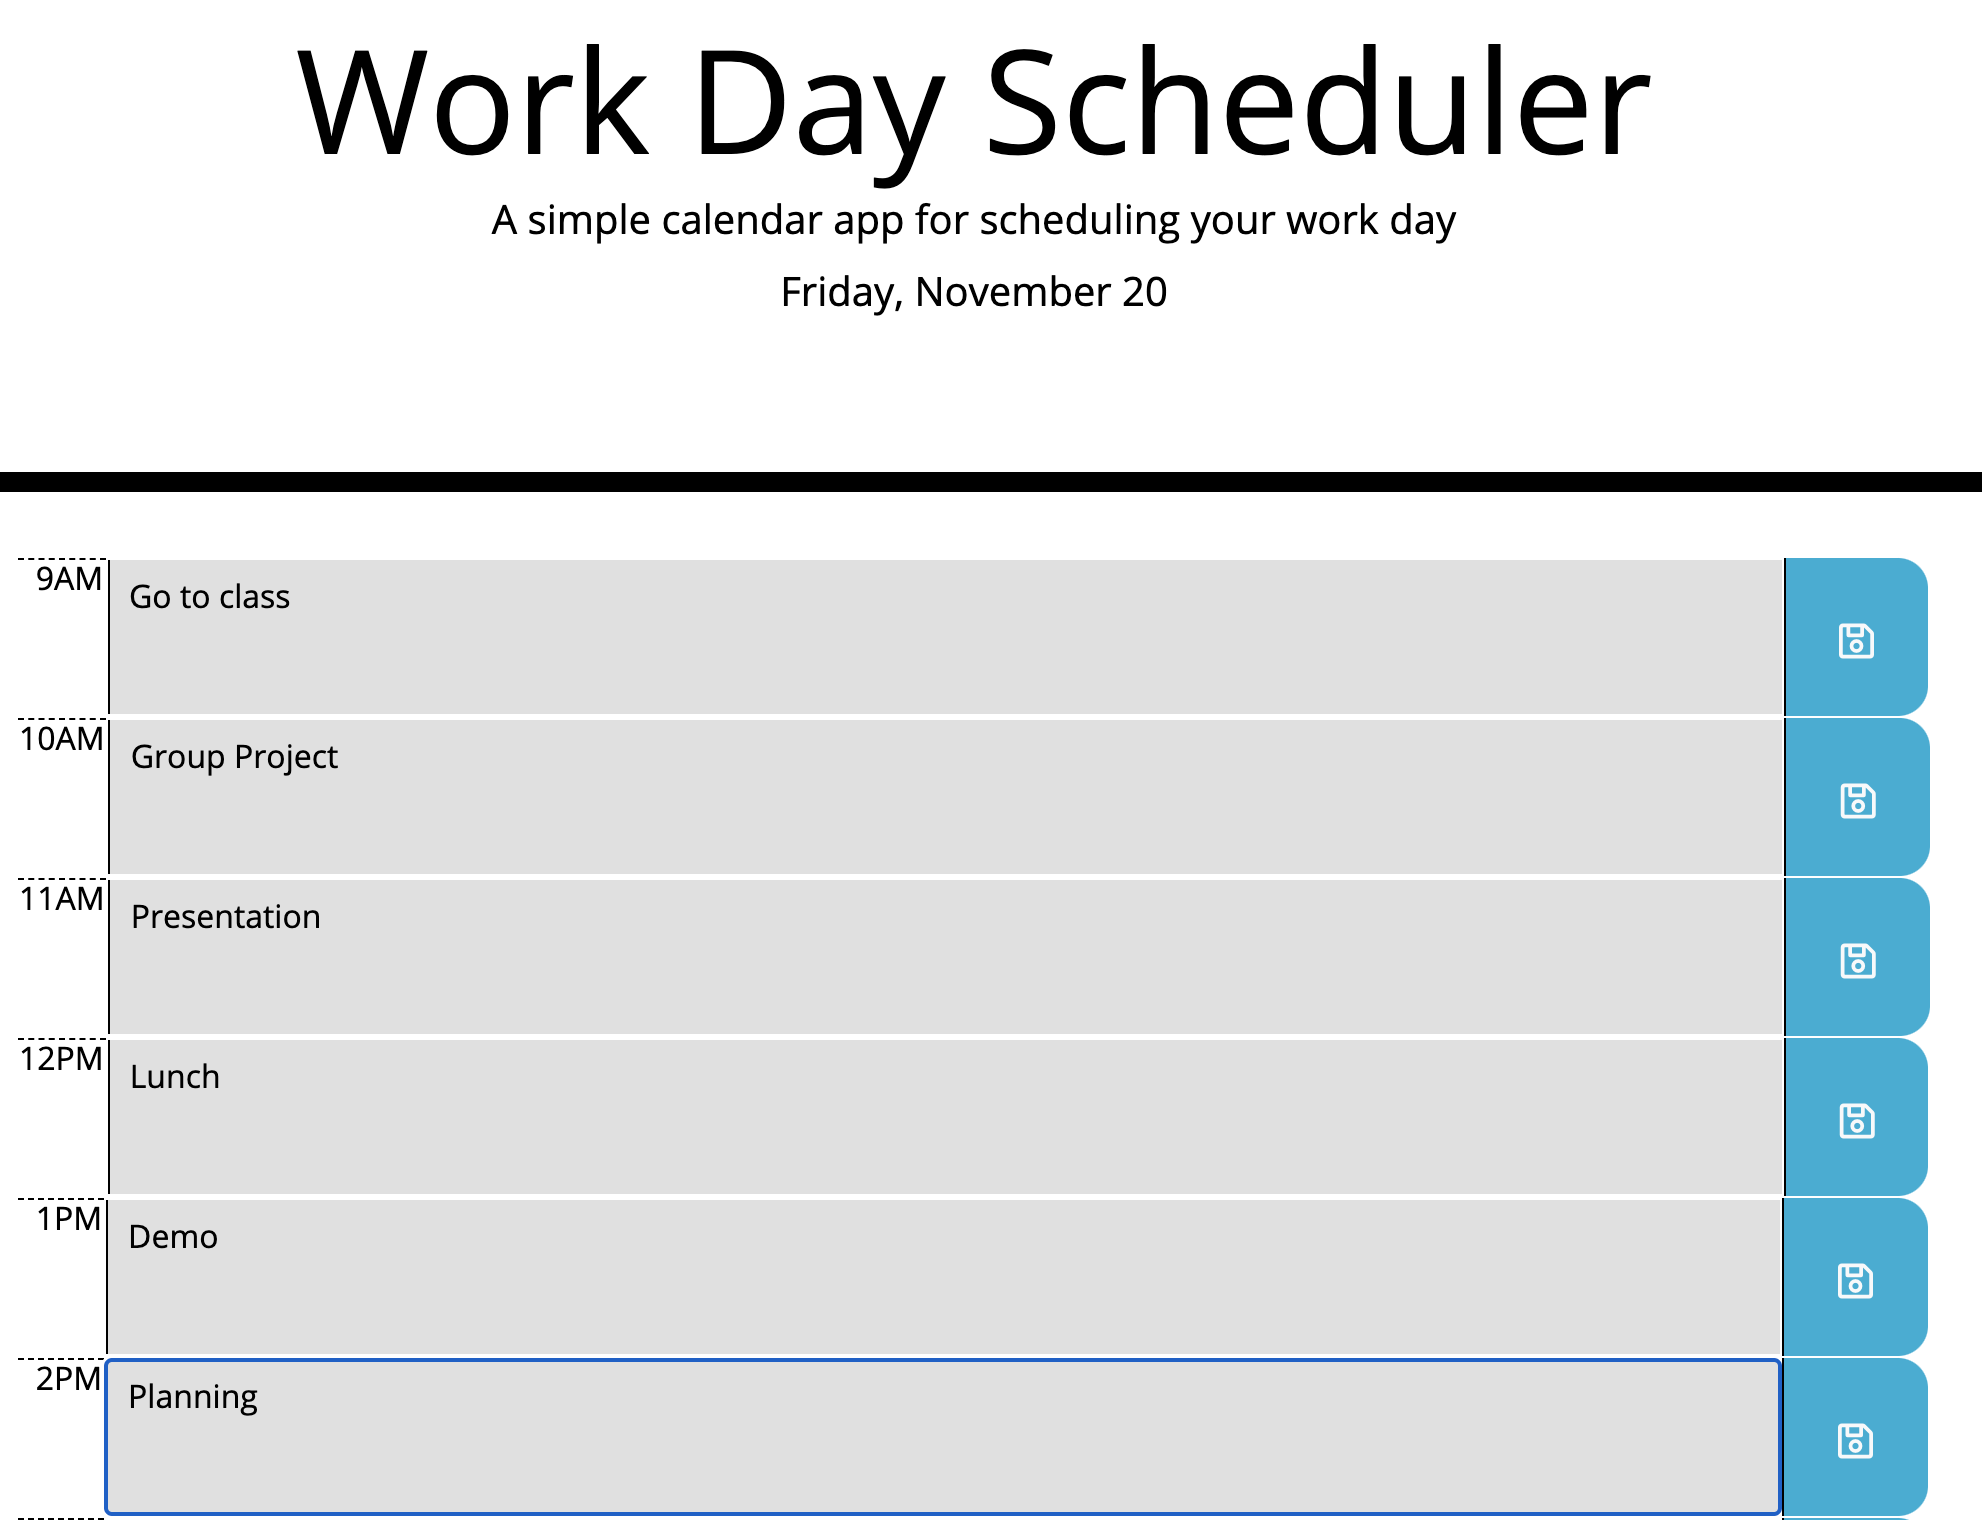 Work Day Scheduler
A simple calendar app for scheduling your work day
Friday, November 20
9AM
Go to class
10AM
Group Project
11AM
Presentation
12PM
Lunch
1PM
Demo
2PM
Planning